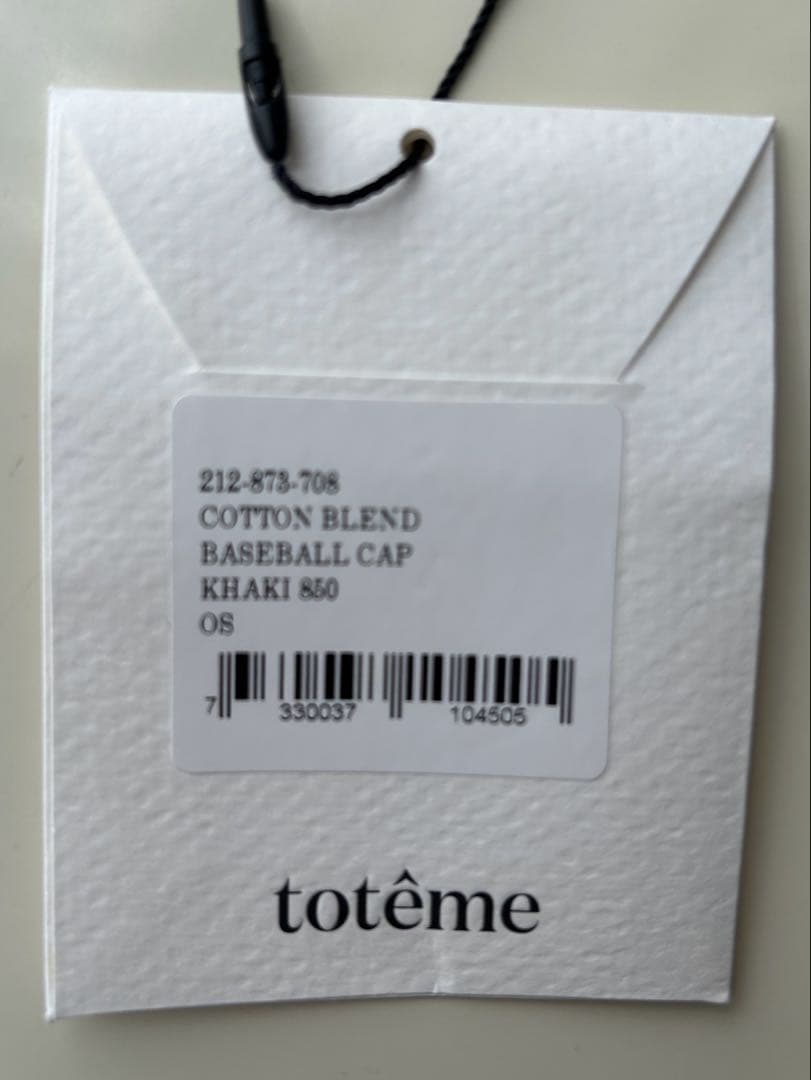 212-873-708
COTTON BLEND
BASEBALL CAP
KHAKI 850
OS
7 330037 104505
totême